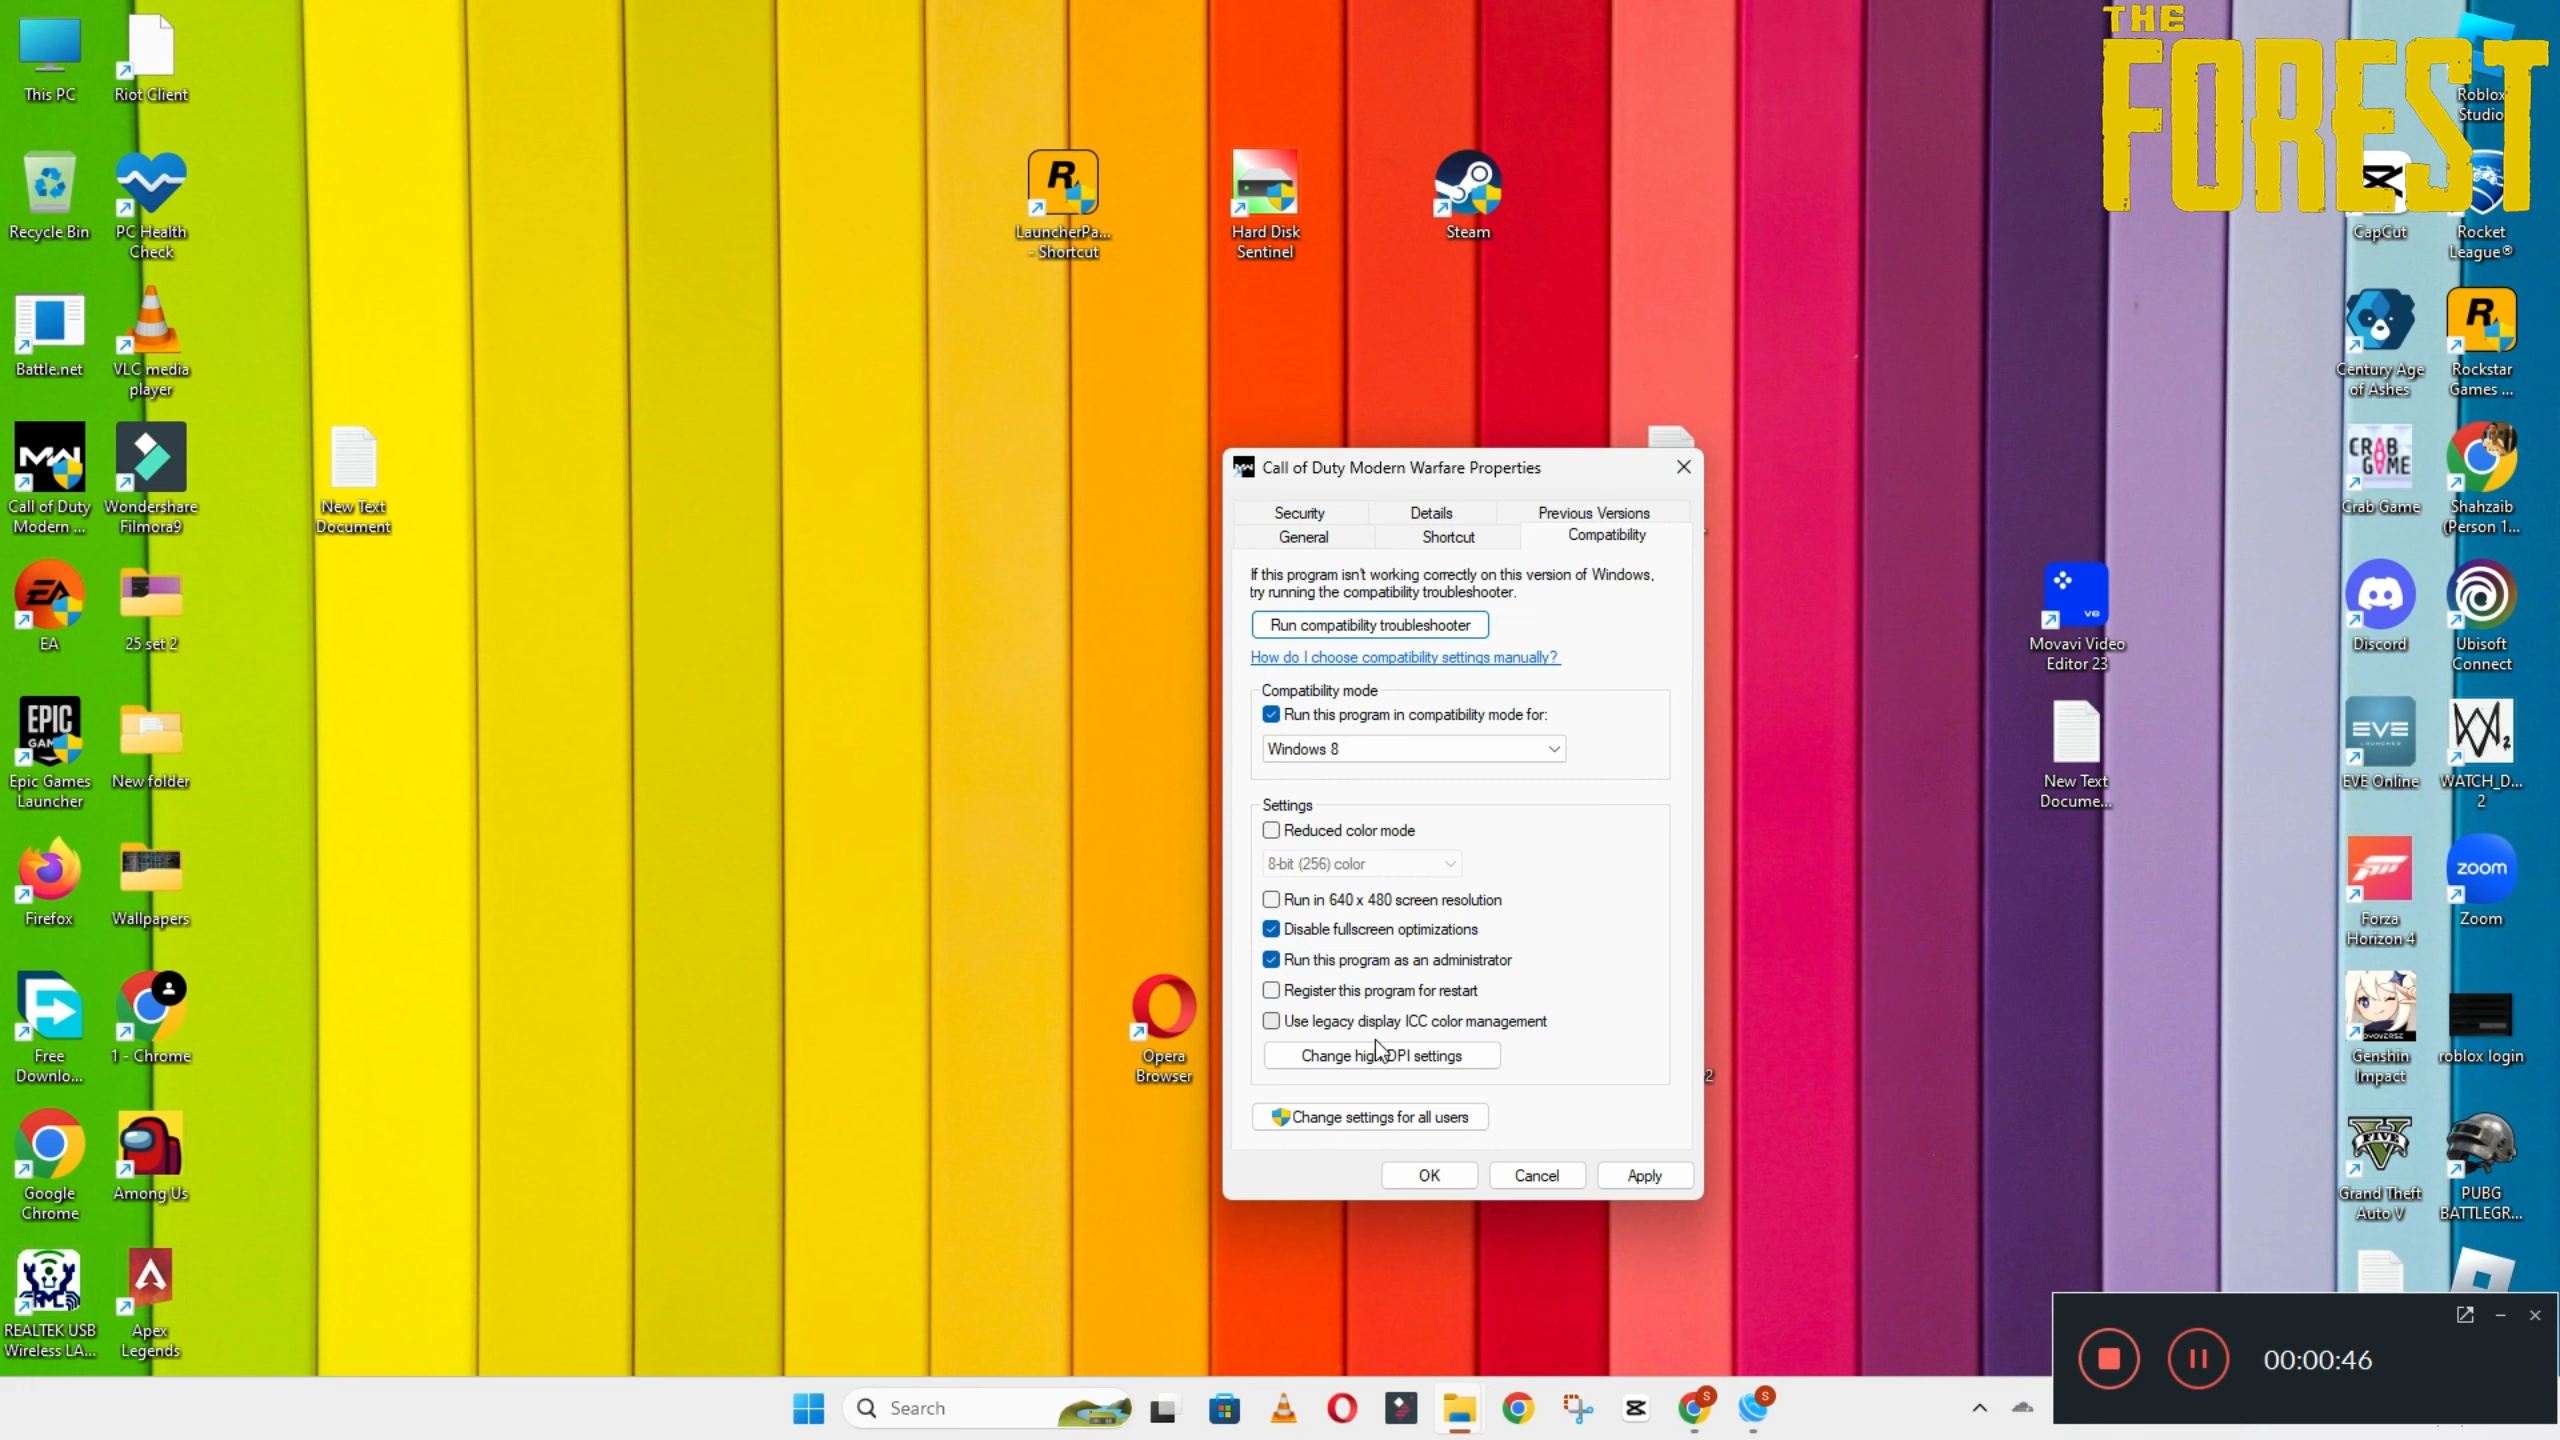 THE
FOREST
This PC
Riot Client
Roblox
Studio
Recycle Bin
PC Health
Check
LauncherPa...
- Shortcut
Hard Disk
Sentinel
Steam
CapCut
Rocket
League®
Battle.net
VLC media
player
Century Age
of Ashes
Rockstar
Games ...
Call of Duty
Modern ...
Wondershare
Filmora9
New Text
Document
Crab Game
Shahzaib
(Person 1...
EA
25 set 2
Movavi Video
Editor 23
Discord
Ubisoft
Connect
Epic Games
Launcher
New folder
New Text
Docume...
EVE Online
WATCH_D...
2
Firefox
Wallpapers
Forza
Horizon 4
zoom
Zoom
Free
Downlo...
1 - Chrome
Opera
Browser
Genshin
Impact
roblox login
Google
Chrome
Among Us
Grand Theft
Auto V
PUBG
BATTLEGR...
REALTEK USB
Wireless LA...
Apex
Legends
Call of Duty Modern Warfare Properties
Security Details Previous Versions
General Shortcut Compatibility
If this program isn't working correctly on this version of Windows,
try running the compatibility troubleshooter.
Run compatibility troubleshooter
How do I choose compatibility settings manually?
Compatibility mode
Run this program in compatibility mode for:
Windows 8
Settings
Reduced color mode
8-bit (256) color
Run in 640 x 480 screen resolution
Disable fullscreen optimizations
Run this program as an administrator
Register this program for restart
Use legacy display ICC color management
Change high DPI settings
Change settings for all users
OK Cancel Apply
Search
00:00:46